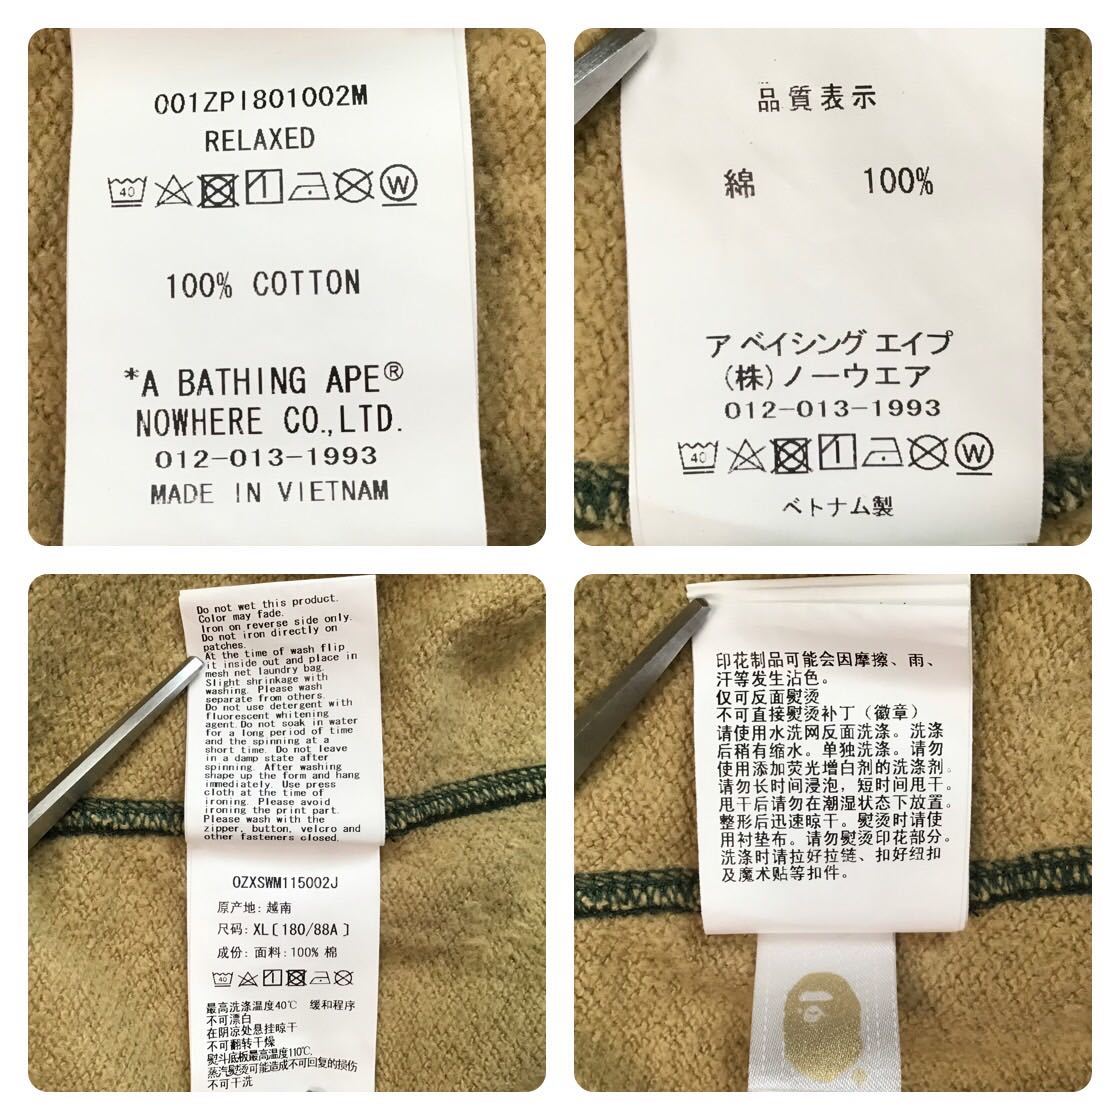 001ZPI801002M
RELAXED
40 1 W
100% COTTON
*A BATHING APE®
NOWHERE CO.,LTD.
012-013-1993
MADE IN VIETNAM
品質表示
綿 100%
ア ベイシング エイプ
(株)ノーウエア
012-013-1993
40 1 W
ベトナム製
Do not wet this product.
Color may fade.
Iron on reverse side only.
Do not iron directly on
patches.
At the time of wash flip
it inside out and place in
mesh net laundry bag.
Slight shrinkage with
washing. Please wash
separate from others.
Do not use detergent with
fluorescent whitening
agent.Do not soak in water
for a long period of time
and the spinning at a
short time. Do not leave
in a damp state after
spinning. After washing
shape up the form and hang
immediately. Use press
cloth at the time of
ironing. Please avoid
ironing the print part.
Please wash with the
zipper, button, velcro and
other fasteners closed.
OZXSWM115002J
原产地: 越南
尺码: XL[180/88A]
成份: 面料: 100% 棉
40 1
最高洗涤温度40℃ 缓和程序
不可漂白
在阴凉处悬挂晾干
不可翻转干燥
熨斗底板最高温度110℃,
蒸汽熨烫可能造成不可回复的损伤
不可干洗
印花制品可能会因摩擦、雨、
汗等发生沾色。
仅可反面熨烫
不可直接熨烫补丁（徽章）
请使用水洗网反面洗涤。洗涤
后稍有缩水。单独洗涤。请勿
使用添加荧光增白剂的洗涤剂。
请勿长时间浸泡，短时间甩干。
甩干后请勿在潮湿状态下放置。
整形后迅速晾干。熨烫时请使
用衬垫布。请勿熨烫印花部分。
洗涤时请拉好拉链、扣好纽扣
及魔术贴等扣件。
®